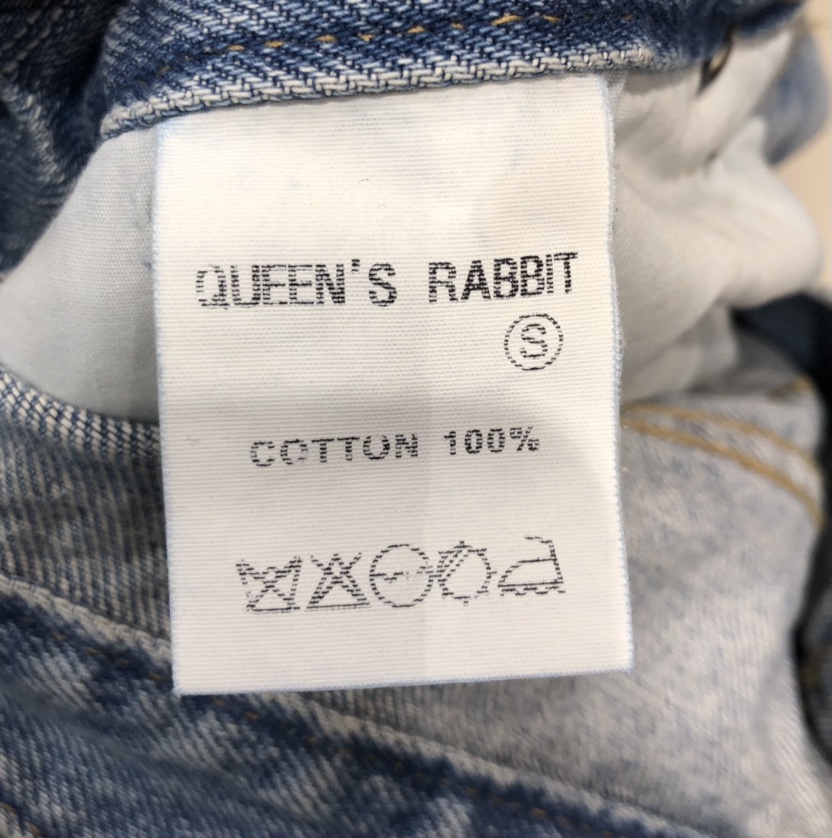 QUEEN'S RABBIT
Ⓢ
COTTON 100%